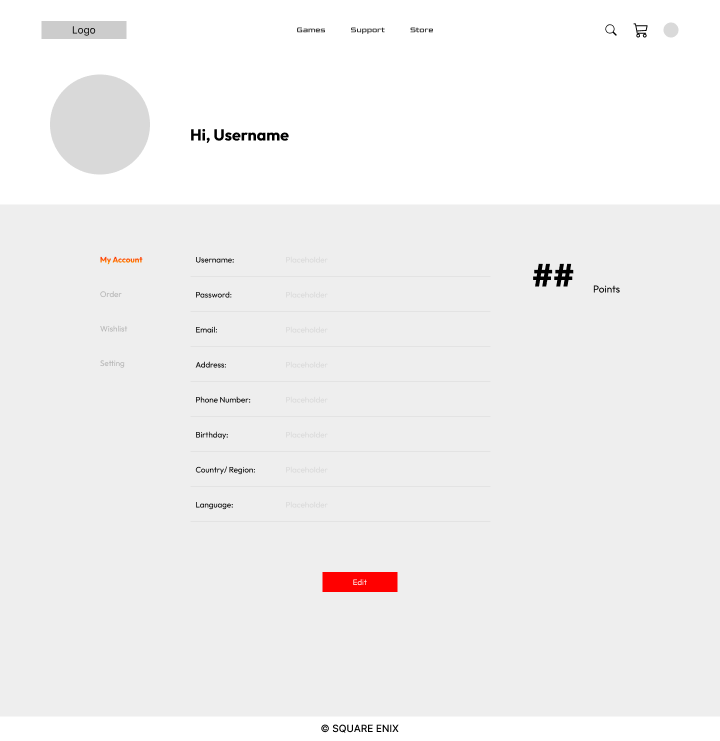 Logo
Games Support Store
Hi, Username
My Account
Order
Wishlist
Setting
Username: Placeholder
Password: Placeholder
Email: Placeholder
Address: Placeholder
Phone Number: Placeholder
Birthday: Placeholder
Country/ Region: Placeholder
Language: Placeholder
## Points
Edit
© SQUARE ENIX